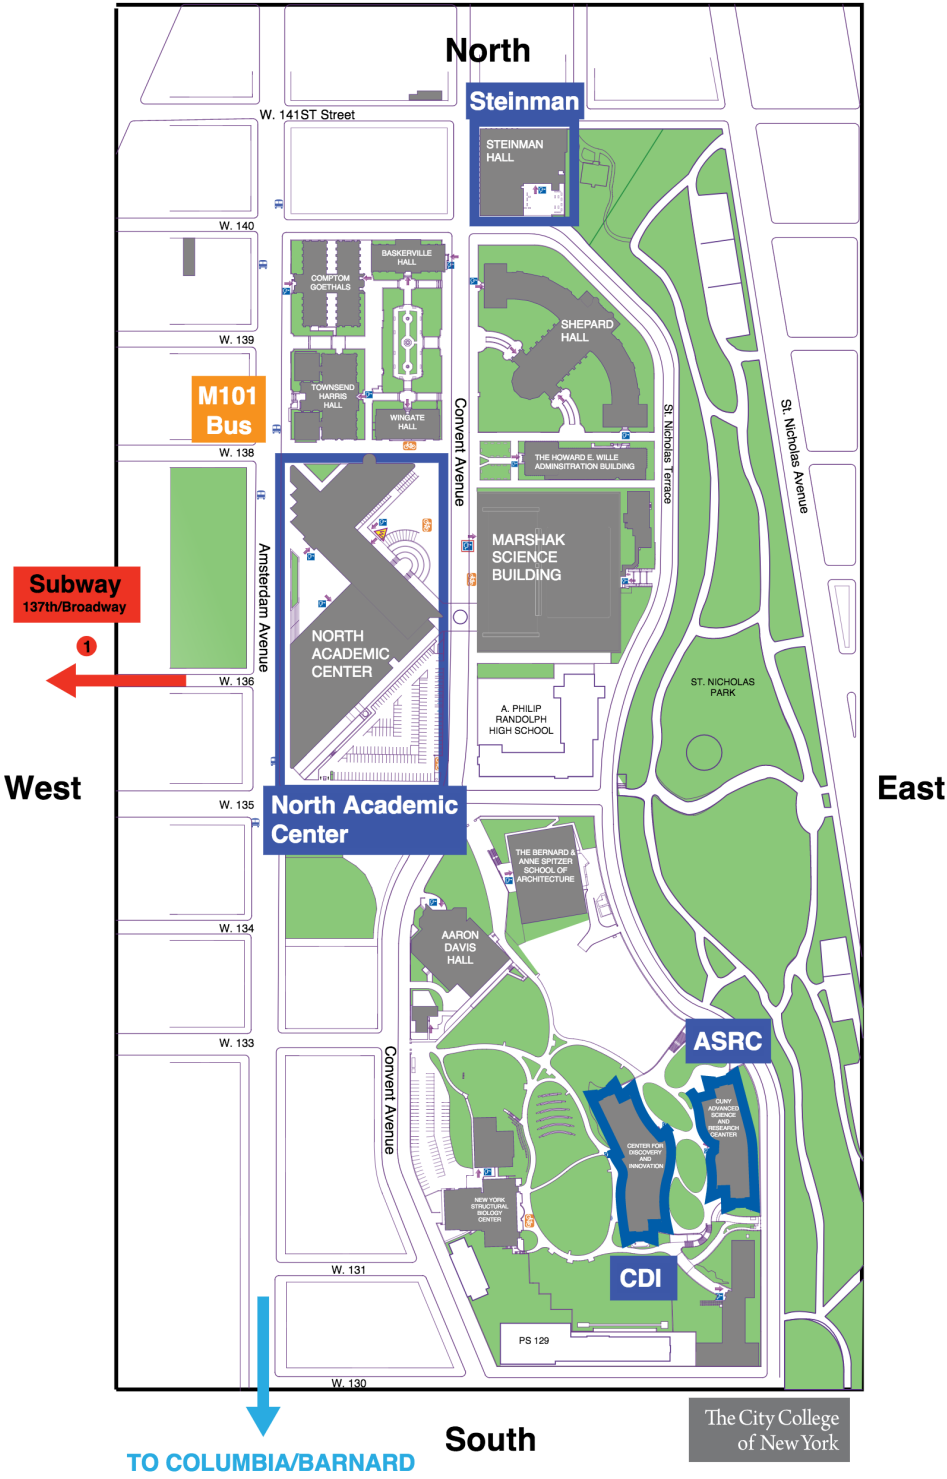 North
Steinman
W. 141ST Street
STEINMAN
HALL
W. 140
BASKERVILLE
HALL
COMPTOM
GOETHALS
SHEPARD
HALL
W. 139
M101
Bus
TOWNSEND
HARRIS
HALL
WINGATE
HALL
Convent Avenue
St. Nicholas Terrace
St. Nicholas Avenue
W. 138
THE HOWARD E. WILLE
ADMINSITRATION BUILDING
MARSHAK
SCIENCE
BUILDING
Amsterdam Avenue
Subway
137th/Broadway
1
NORTH
ACADEMIC
CENTER
W. 136
ST. NICHOLAS
PARK
A. PHILIP
RANDOLPH
HIGH SCHOOL
West
East
W. 135
North Academic
Center
THE BERNARD &
ANNE SPITZER
SCHOOL OF
ARCHITECTURE
W. 134
AARON
DAVIS
HALL
W. 133
ASRC
Convent Avenue
CUNY
ADVANCED
SCIENCE
AND
RESEARCH
CEANTER
CENTER FOR
DISCOVERY
AND
INNOVATION
NEW YORK
STRUCTURAL
BIOLOGY
CENTER
W. 131
CDI
PS 129
W. 130
South
The City College
of New York
TO COLUMBIA/BARNARD